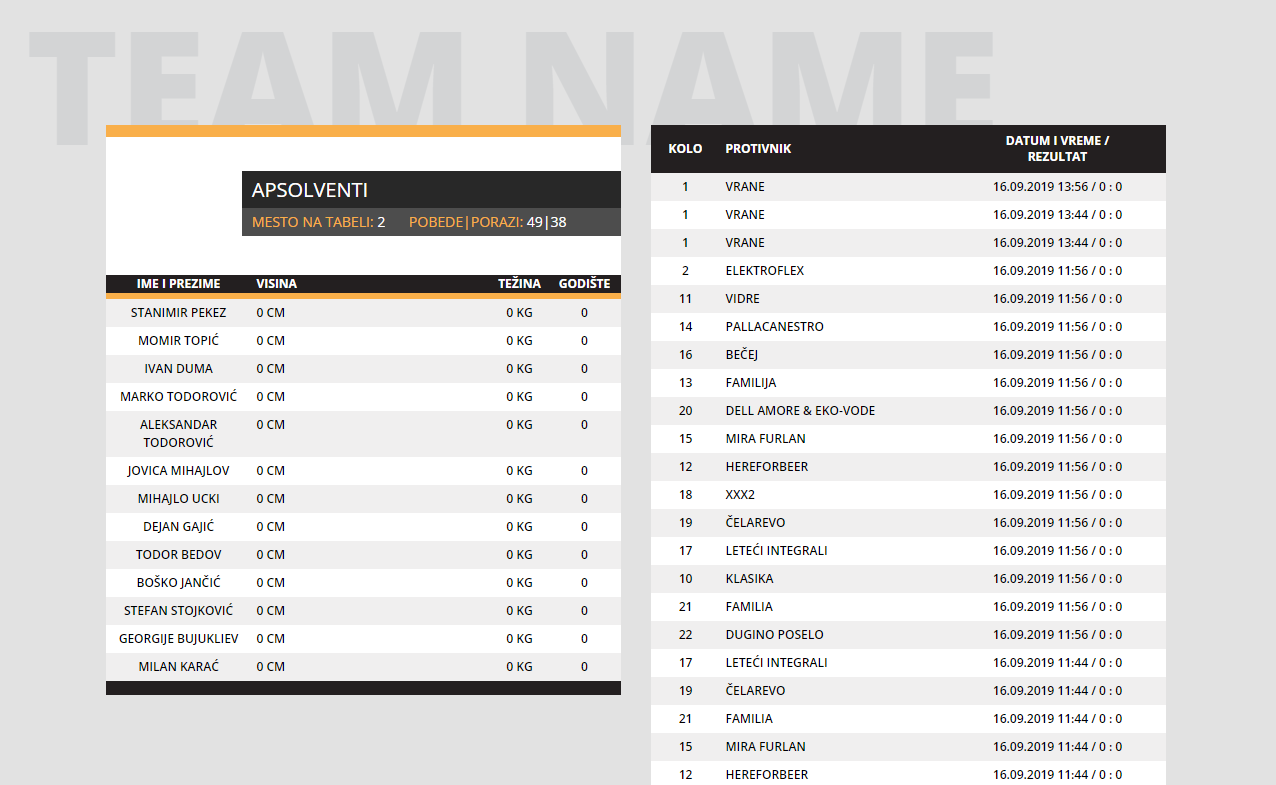 TEAM NAME
APSOLVENTI
MESTO NA TABELI: 2 POBEDE|PORAZI: 49|38
IME I PREZIME VISINA TEŽINA GODIŠTE
STANIMIR PEKEZ 0 CM 0 KG 0
MOMIR TOPIĆ 0 CM 0 KG 0
IVAN DUMA 0 CM 0 KG 0
MARKO TODOROVIĆ 0 CM 0 KG 0
ALEKSANDAR 0 CM 0 KG 0
TODOROVIĆ
JOVICA MIHAJLOV 0 CM 0 KG 0
MIHAJLO UCKI 0 CM 0 KG 0
DEJAN GAJIĆ 0 CM 0 KG 0
TODOR BEDOV 0 CM 0 KG 0
BOŠKO JANČIĆ 0 CM 0 KG 0
STEFAN STOJKOVIĆ 0 CM 0 KG 0
GEORGIJE BUJUKLIEV 0 CM 0 KG 0
MILAN KARAĆ 0 CM 0 KG 0
KOLO PROTIVNIK DATUM I VREME /
REZULTAT
1 VRANE 16.09.2019 13:56 / 0 : 0
1 VRANE 16.09.2019 13:44 / 0 : 0
1 VRANE 16.09.2019 13:44 / 0 : 0
2 ELEKTROFLEX 16.09.2019 11:56 / 0 : 0
11 VIDRE 16.09.2019 11:56 / 0 : 0
14 PALLACANESTRO 16.09.2019 11:56 / 0 : 0
16 BEČEJ 16.09.2019 11:56 / 0 : 0
13 FAMILIJA 16.09.2019 11:56 / 0 : 0
20 DELL AMORE & EKO-VODE 16.09.2019 11:56 / 0 : 0
15 MIRA FURLAN 16.09.2019 11:56 / 0 : 0
12 HEREFORBEER 16.09.2019 11:56 / 0 : 0
18 XXX2 16.09.2019 11:56 / 0 : 0
19 ČELAREVO 16.09.2019 11:56 / 0 : 0
17 LETEĆI INTEGRALI 16.09.2019 11:56 / 0 : 0
10 KLASIKA 16.09.2019 11:56 / 0 : 0
21 FAMILIA 16.09.2019 11:56 / 0 : 0
22 DUGINO POSELO 16.09.2019 11:56 / 0 : 0
17 LETEĆI INTEGRALI 16.09.2019 11:44 / 0 : 0
19 ČELAREVO 16.09.2019 11:44 / 0 : 0
21 FAMILIA 16.09.2019 11:44 / 0 : 0
15 MIRA FURLAN 16.09.2019 11:44 / 0 : 0
12 HEREFORBEER 16.09.2019 11:44 / 0 : 0